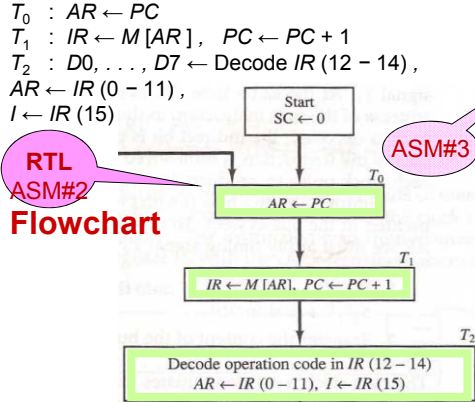 T0 : AR ← PC
T1 : IR ← M [AR ] , PC ← PC + 1
T2 : D0, . . . , D7 ← Decode IR (12 − 14) ,
AR ← IR (0 − 11) ,
I ← IR (15)
Start
SC ← 0
ASM#3
RTL
ASM#2
Flowchart
T0
AR ← PC
T1
IR ← M [AR], PC ← PC + 1
T2
Decode operation code in IR (12 – 14)
AR ← IR (0 – 11), I ← IR (15)